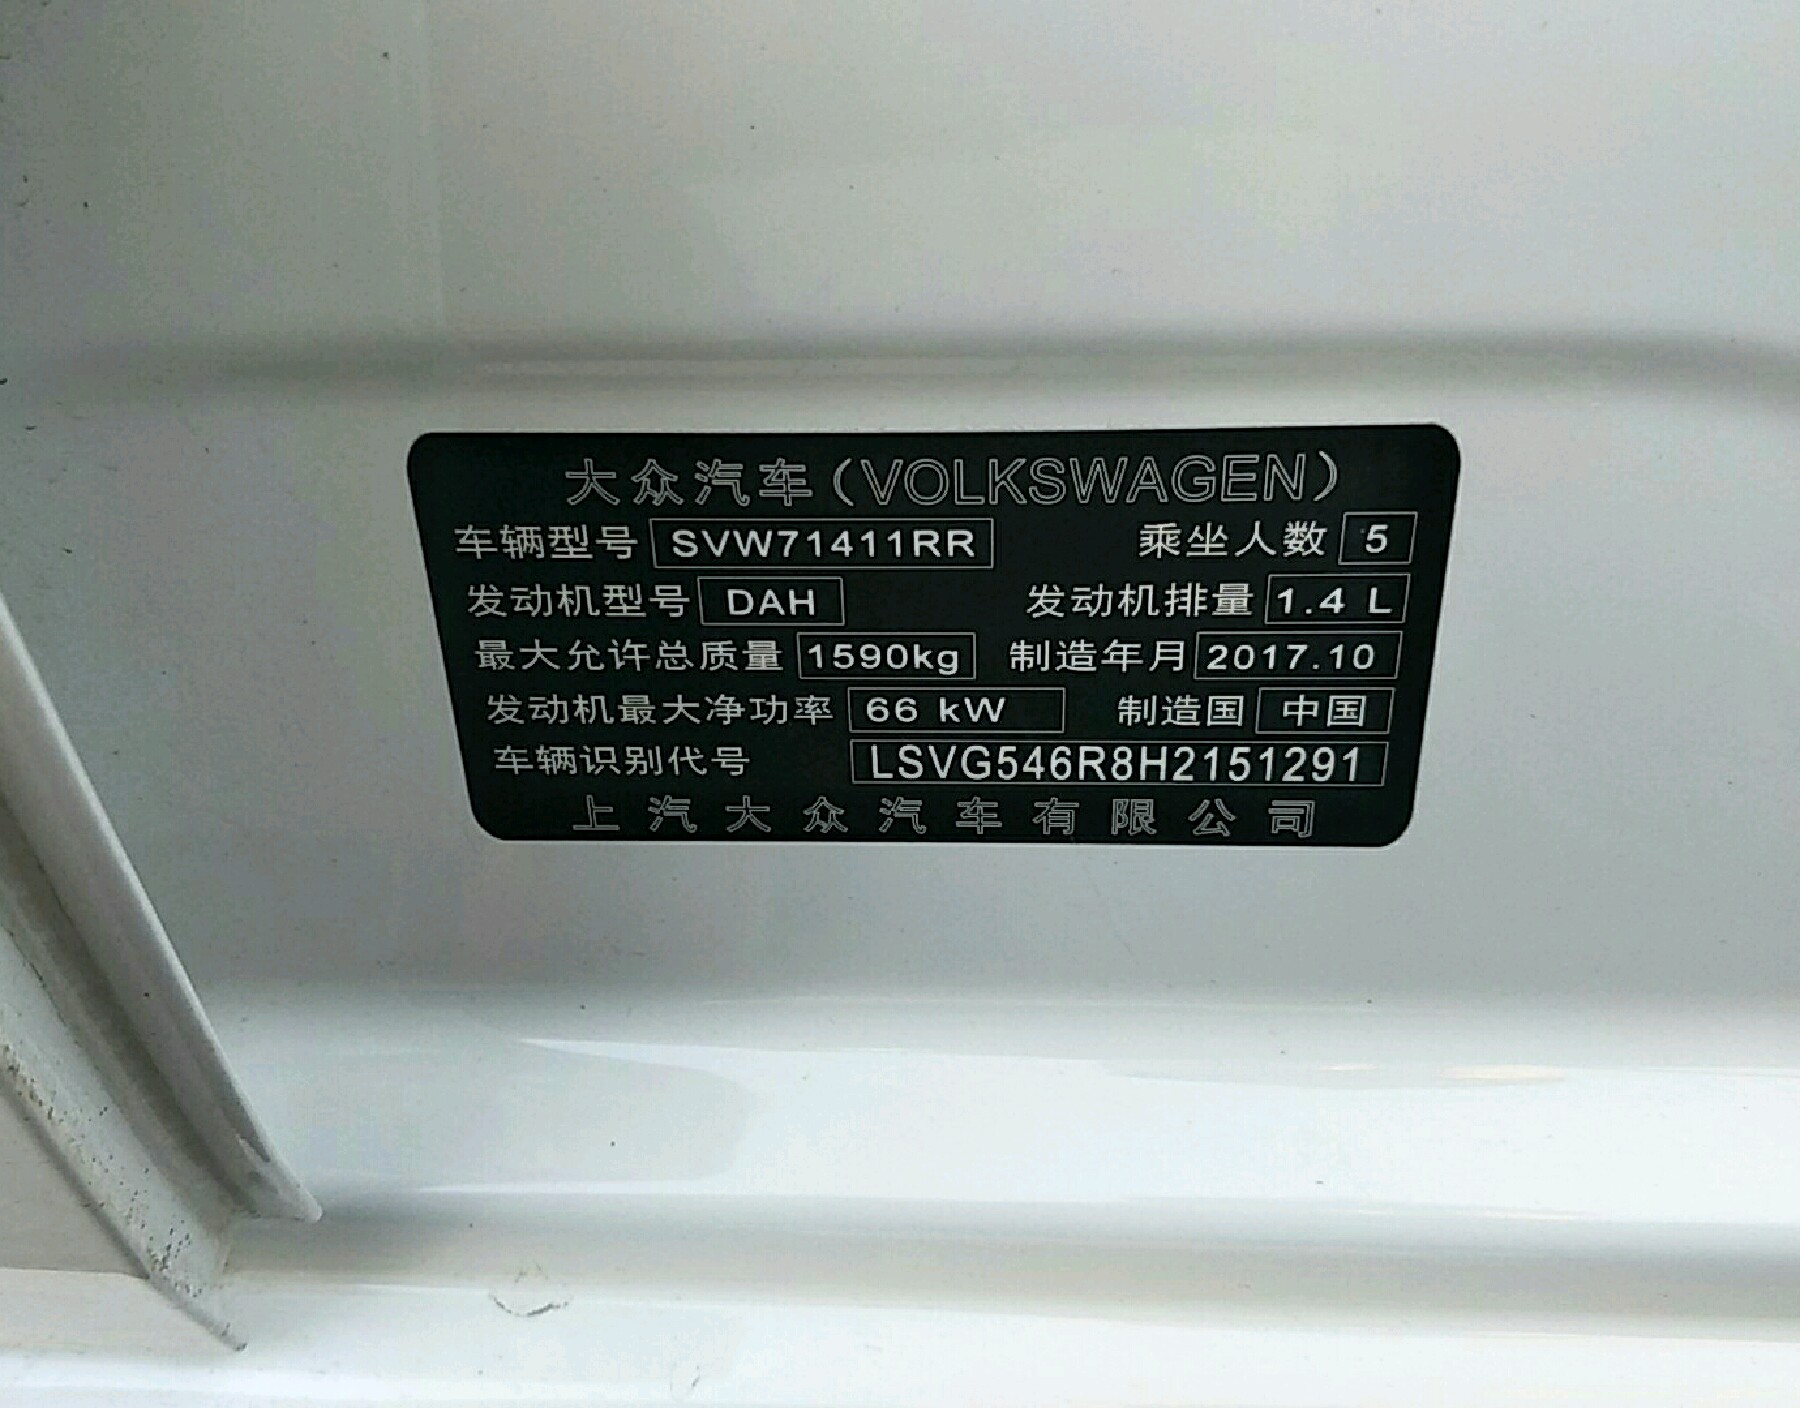 大众汽车(VOLKSWAGEN)
车辆型号 SVW71411RR 乘坐人数 5
发动机型号 DAH 发动机排量 1.4 L
最大允许总质量 1590kg 制造年月 2017.10
发动机最大净功率 66 kW 制造国 中国
车辆识别代号 LSVG546R8H2151291
上汽大众汽车有限公司